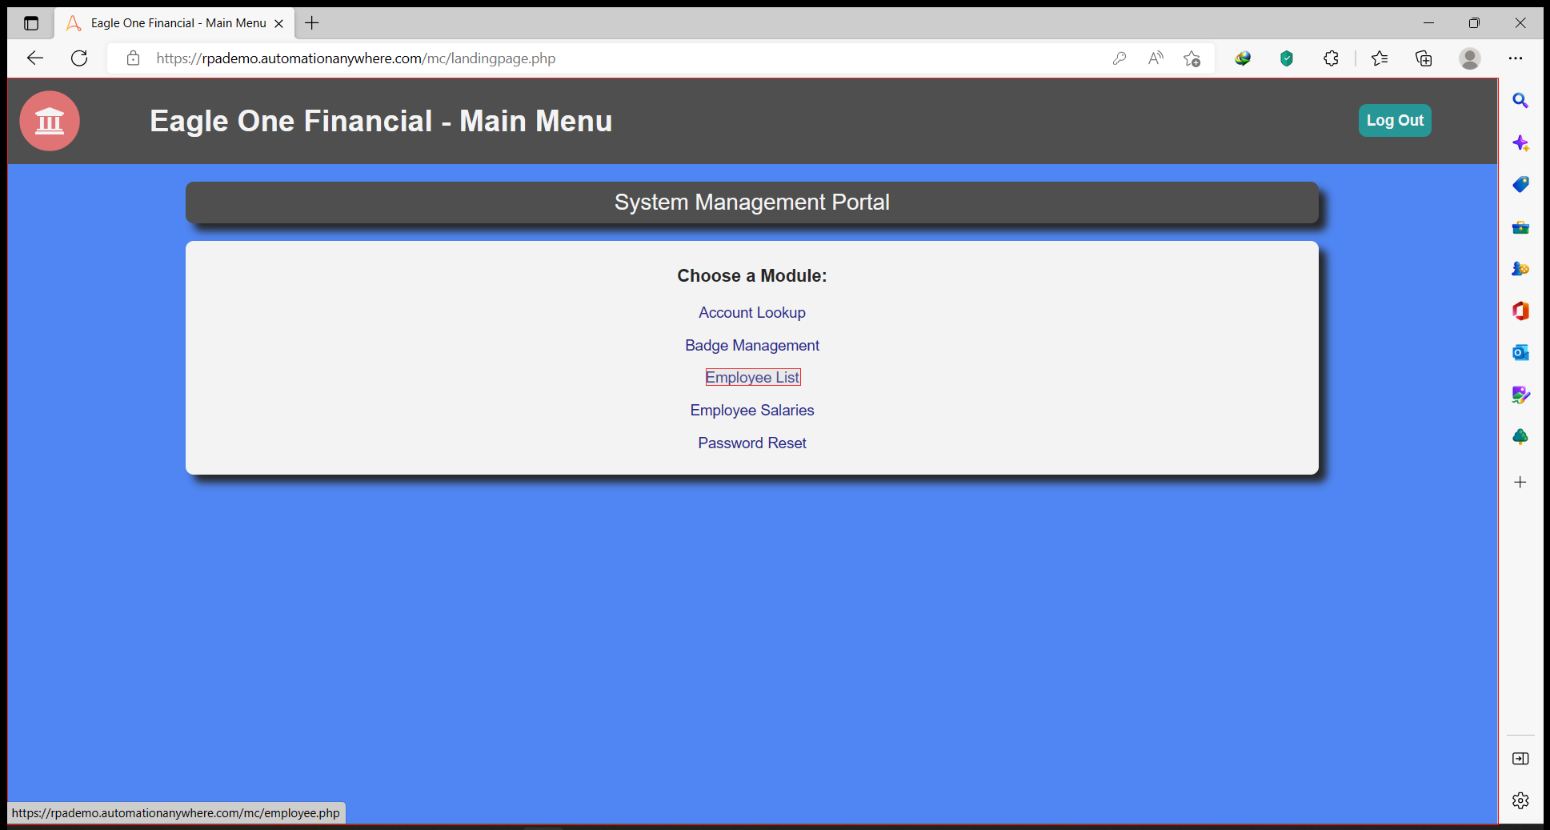 Eagle One Financial - Main Menu
https://rpademo.automationanywhere.com/mc/landingpage.php
Eagle One Financial - Main Menu
Log Out
System Management Portal
Choose a Module:
Account Lookup
Badge Management
Employee List
Employee Salaries
Password Reset
https://rpademo.automationanywhere.com/mc/employee.php